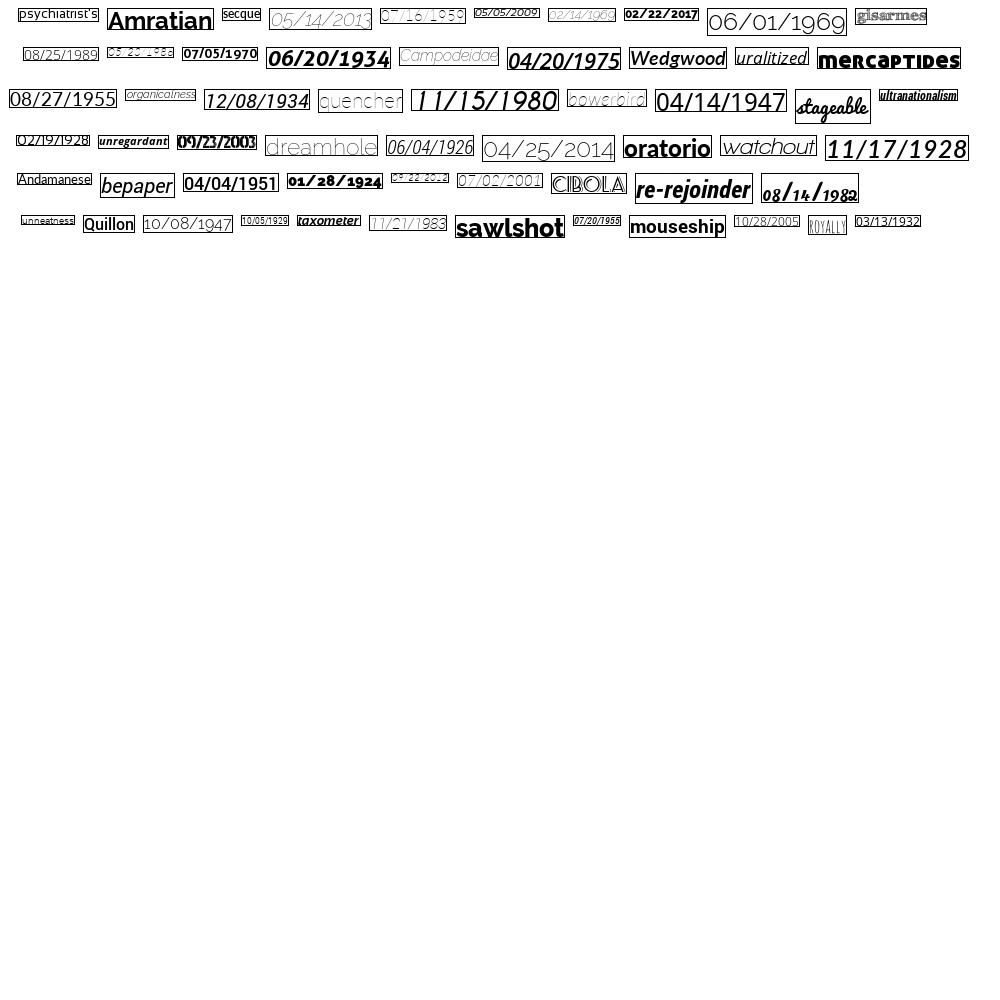 psychiatrist's Amratian secque 05/14/2013 07/16/1959 05/05/2009 02/14/1969 02/22/2017 06/01/1969 gisarmes
08/25/1989 07/05/1970 06/20/1934 Campodeidae 04/20/1975 Wedgwood uralitized mercaptides
08/27/1955 organicalness 12/08/1934 quencher 11/15/1980 bowerbird 04/14/1947 stageable ultranationalism
02/19/1928 unregardant 09/23/2003 dreamhole 06/04/1926 04/25/2014 oratorio watchout 11/17/1928
Andamanese bepaper 04/04/1951 01/28/1924 09/22/2012 07/02/2001 CIBOLA re-rejoinder 08/14/1982
unneatness Quillon 10/08/1947 10/05/1929 taxometer 11/21/1983 sawlshot 07/20/1955 mouseship 10/28/2005 ROYALLY 03/13/1932